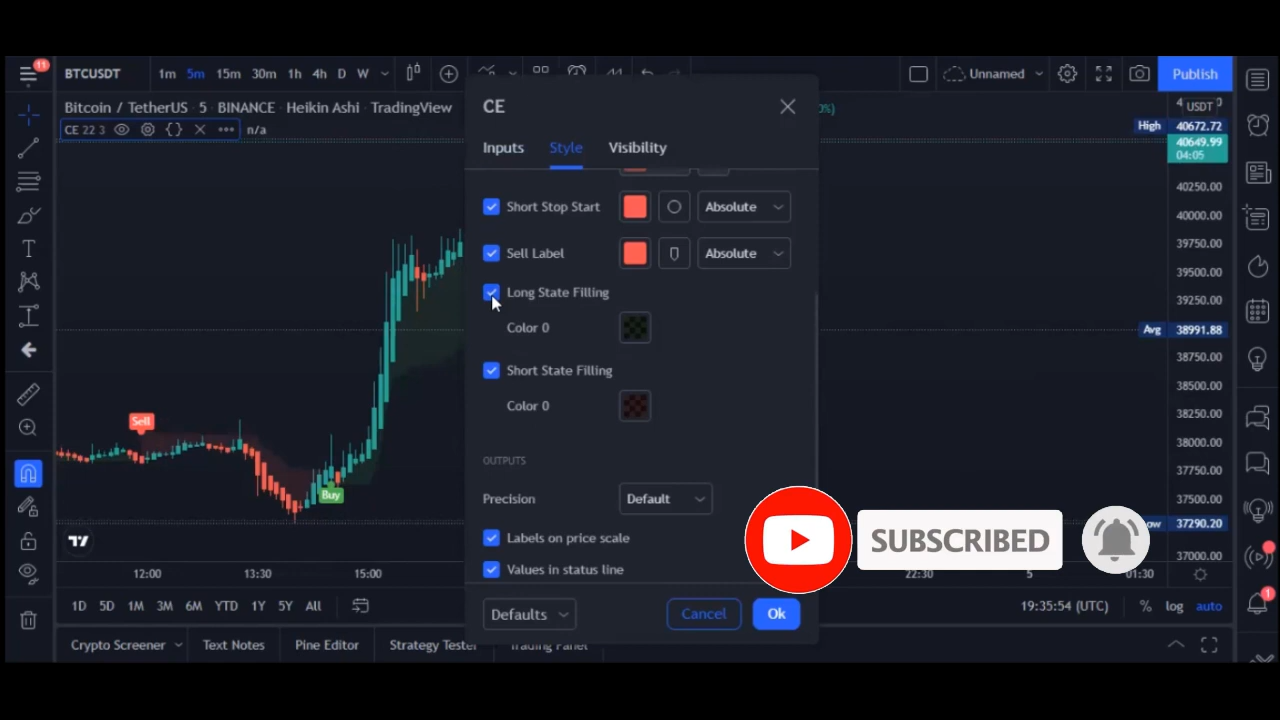 11
BTCUSDT 1m 5m 15m 30m 1h 4h D W Unnamed Publish
Bitcoin / TetherUS · 5 · BINANCE · Heikin Ashi · TradingView
CE 22 3 n/a
CE
Inputs Style Visibility
Short Stop Start Absolute
Sell Label Absolute
Long State Filling
Color 0
Short State Filling
Color 0
OUTPUTS
Precision Default
Labels on price scale
Values in status line
Defaults Cancel Ok
USDT
High 40672.72
40649.99
04:05
40250.00
40000.00
39750.00
39500.00
39250.00
Avg 38991.88
38750.00
38500.00
38250.00
38000.00
37750.00
37500.00
37290.20
37000.00
Sell
Buy
SUBSCRIBED
12:00 13:30 15:00 22:30 5 01:30
1D 5D 1M 3M 6M YTD 1Y 5Y All 19:35:54 (UTC) % log auto
1
Crypto Screener Text Notes Pine Editor Strategy Tester Trading Panel